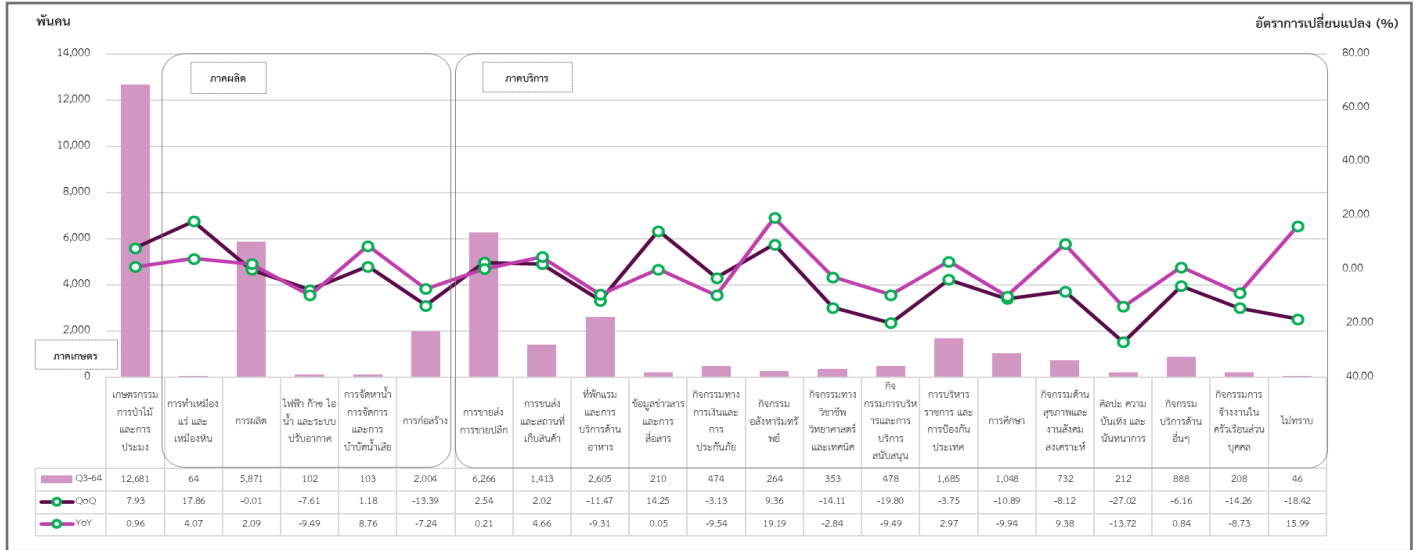 พันคน
อัตราการเปลี่ยนแปลง (%)
14,000
12,000
10,000
8,000
6,000
4,000
2,000
0
80.00
60.00
40.00
20.00
0.00
20.00
40.00
ภาคผลิต
ภาคบริการ
ภาคเกษตร
เกษตรกรรม
การป่าไม้
และการ
ประมง
การทำเหมือง
แร่ และ
เหมืองหิน
การผลิต
ไฟฟ้า ก๊าซ ไอ
น้ำ และระบบ
ปรับอากาศ
การจัดหาน้ำ
การจัดการ
และการ
บำบัดน้ำเสีย
การก่อสร้าง
การขายส่ง
การขายปลีก
การขนส่ง
และสถานที่
เก็บสินค้า
ที่พักแรม
และการ
บริการด้าน
อาหาร
ข้อมูลข่าวสาร
และการ
สื่อสาร
กิจกรรมทาง
การเงินและ
การ
ประกันภัย
กิจกรรม
อสังหาริมทรั
พย์
กิจกรรมทาง
วิชาชีพ
วิทยาศาสตร์
และเทคนิค
กิจ
กรรมการบริห
ารและการ
บริการ
สนับสนุน
การบริหาร
ราชการ และ
การป้องกัน
ประเทศ
การศึกษา
กิจกรรมด้าน
สุขภาพและ
งานสังคม
สงเคราะห์
ศิลปะ ความ
บันเทิง และ
นันทนาการ
กิจกรรม
บริการด้าน
อื่นๆ
กิจกรรมการ
จ้างงานใน
ครัวเรือนส่วน
บุคคล
ไม่ทราบ
Q3-64 12,681 64 5,871 102 103 2,004 6,266 1,413 2,605 210 474 264 353 478 1,685 1,048 732 212 888 208 46
QoQ 7.93 17.86 -0.01 -7.61 1.18 -13.39 2.54 2.02 -11.47 14.25 -3.13 9.36 -14.11 -19.80 -3.75 -10.89 -8.12 -27.02 -6.16 -14.26 -18.42
YoY 0.96 4.07 2.09 -9.49 8.76 -7.24 0.21 4.66 -9.31 0.05 -9.54 19.19 -2.84 -9.49 2.97 -9.94 9.38 -13.72 0.84 -8.73 15.99